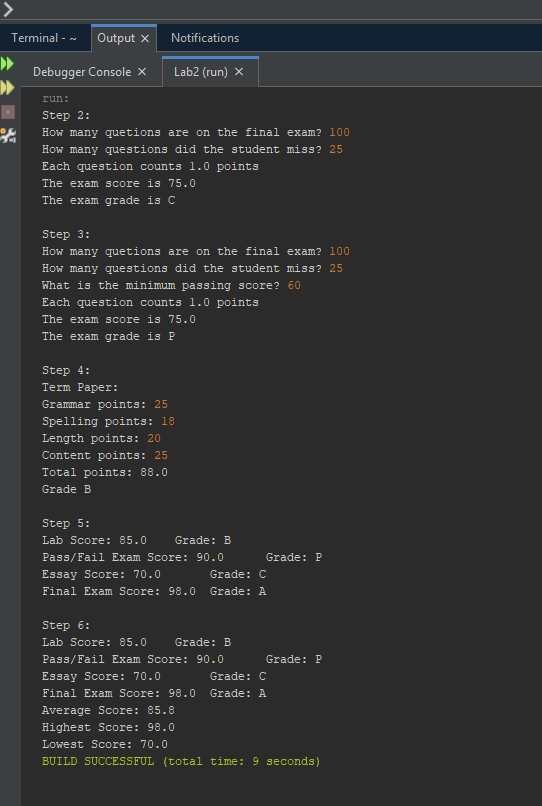 Terminal - ~ Output × Notifications
Debugger Console × Lab2 (run) ×
run:
Step 2:
How many quetions are on the final exam? 100
How many questions did the student miss? 25
Each question counts 1.0 points
The exam score is 75.0
The exam grade is C
Step 3:
How many quetions are on the final exam? 100
How many questions did the student miss? 25
What is the minimum passing score? 60
Each question counts 1.0 points
The exam score is 75.0
The exam grade is P
Step 4:
Term Paper:
Grammar points: 25
Spelling points: 18
Length points: 20
Content points: 25
Total points: 88.0
Grade B
Step 5:
Lab Score: 85.0 Grade: B
Pass/Fail Exam Score: 90.0 Grade: P
Essay Score: 70.0 Grade: C
Final Exam Score: 98.0 Grade: A
Step 6:
Lab Score: 85.0 Grade: B
Pass/Fail Exam Score: 90.0 Grade: P
Essay Score: 70.0 Grade: C
Final Exam Score: 98.0 Grade: A
Average Score: 85.8
Highest Score: 98.0
Lowest Score: 70.0
BUILD SUCCESSFUL (total time: 9 seconds)